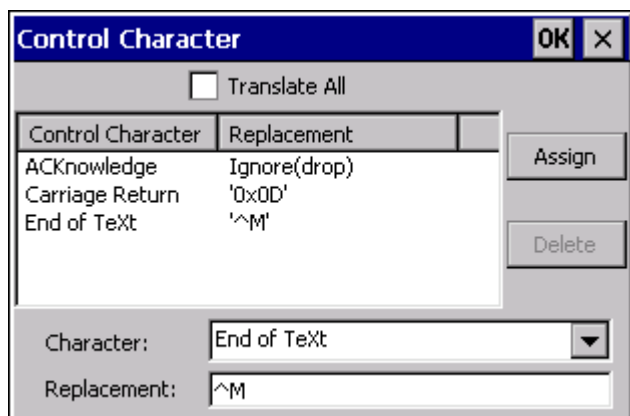 Control Character OK ×
Translate All
Control Character Replacement
ACKnowledge Ignore(drop)
Carriage Return '0x0D'
End of TeXt '^M'
Assign
Delete
Character: End of TeXt
Replacement: ^M